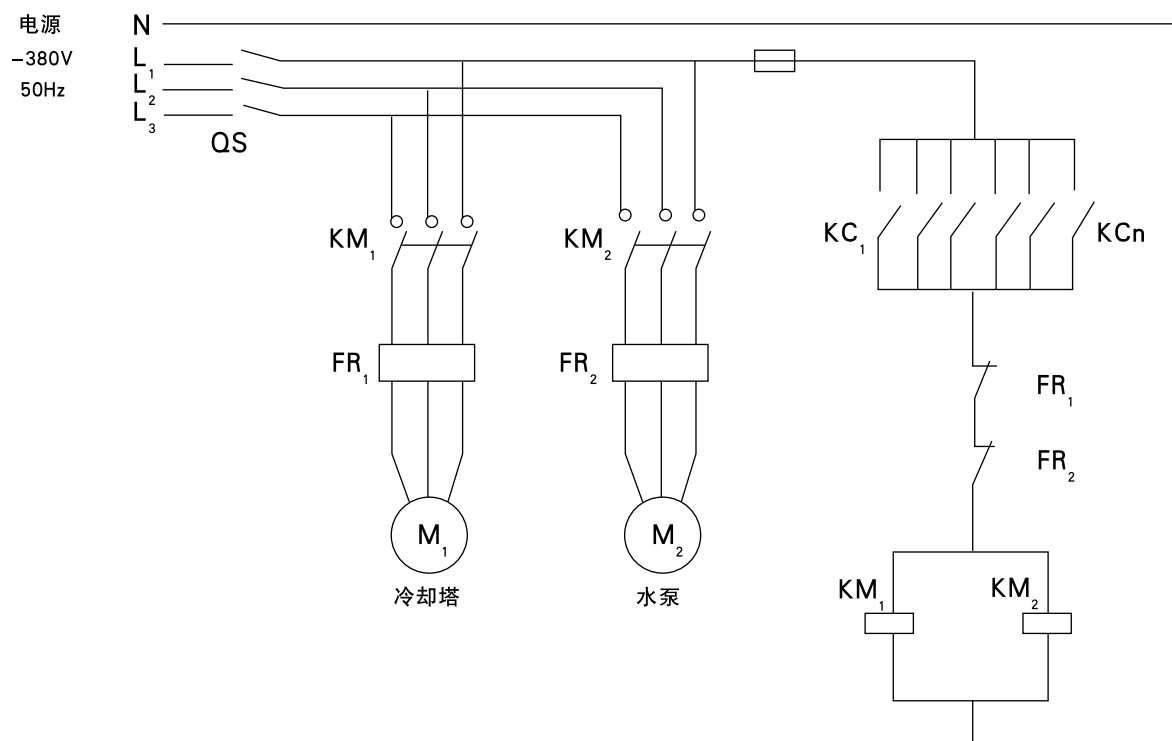 电源
N
~380V
L₁
50Hz
L₂
L₃
QS
KM₁
KM₂
KC₁
KCn
FR₁
FR₂
FR₁
FR₂
M₁
M₂
冷却塔
水泵
KM₁
KM₂